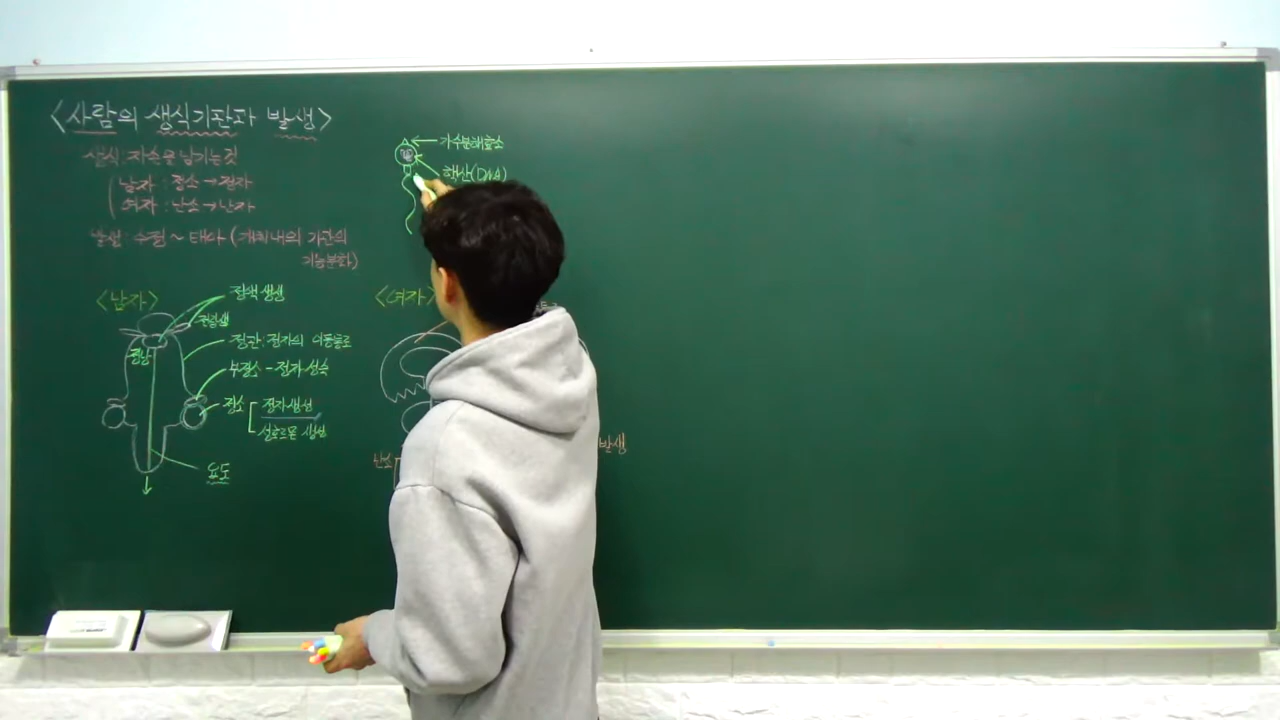 <사람의 생식기관과 발생>
생식: 자손을 남기는 것
남자: 정소→정자
여자: 난소→난자
발생: 수정~태아(개체내의 기관의
기능분화)
가수분해효소
핵산(DNA)
<남자>
정액 생성
전립샘
정낭
정관: 정자의 이동통로
부정소-정자 성숙
정소
정자 생성
성호르몬 생성
요도
<여자>
난소
발생